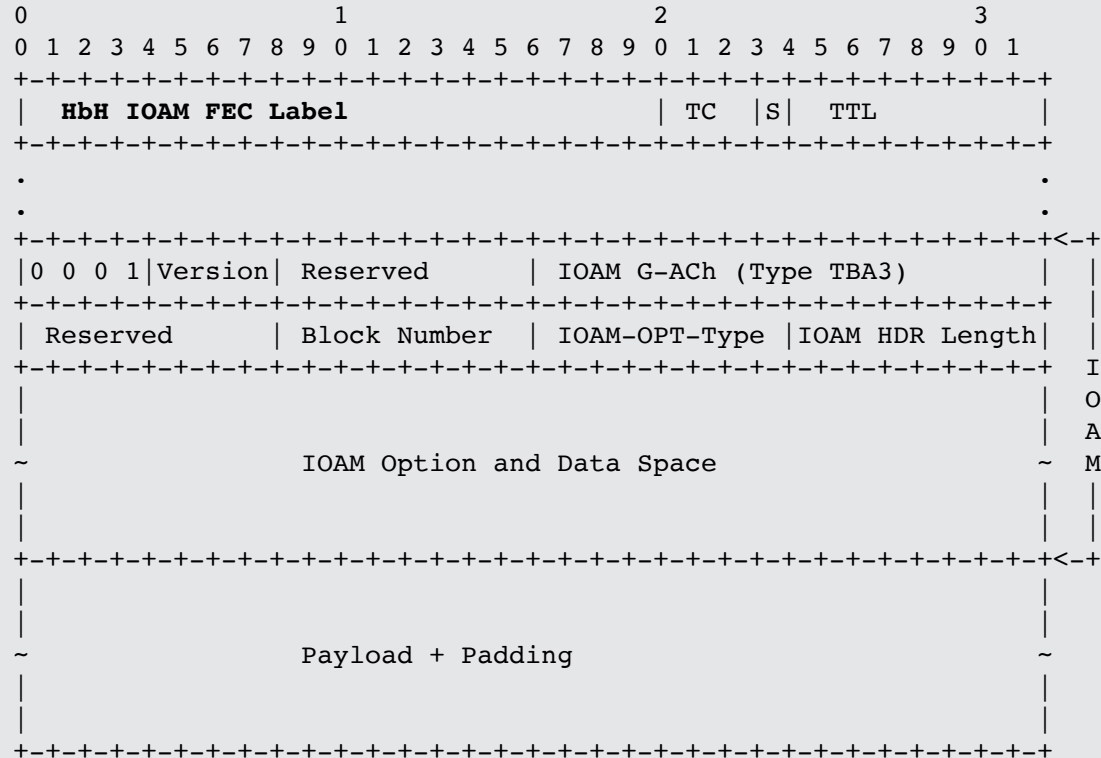 0                   1                   2                   3
0 1 2 3 4 5 6 7 8 9 0 1 2 3 4 5 6 7 8 9 0 1 2 3 4 5 6 7 8 9 0 1
+-+-+-+-+-+-+-+-+-+-+-+-+-+-+-+-+-+-+-+-+-+-+-+-+-+-+-+-+-+-+-+-+
|  HbH IOAM FEC Label                   | TC  |S|  TTL          |
+-+-+-+-+-+-+-+-+-+-+-+-+-+-+-+-+-+-+-+-+-+-+-+-+-+-+-+-+-+-+-+-+
.                                                               .
.                                                               .
+-+-+-+-+-+-+-+-+-+-+-+-+-+-+-+-+-+-+-+-+-+-+-+-+-+-+-+-+-+-+-+-+<-+
|0 0 0 1|Version| Reserved      | IOAM G-ACh (Type TBA3)        |  |
+-+-+-+-+-+-+-+-+-+-+-+-+-+-+-+-+-+-+-+-+-+-+-+-+-+-+-+-+-+-+-+-+  |
| Reserved      | Block Number  | IOAM-OPT-Type |IOAM HDR Length|  |
+-+-+-+-+-+-+-+-+-+-+-+-+-+-+-+-+-+-+-+-+-+-+-+-+-+-+-+-+-+-+-+-+  I
|                                                               |  O
|                                                               |  A
~                 IOAM Option and Data Space                    ~  M
|                                                               |  |
|                                                               |  |
+-+-+-+-+-+-+-+-+-+-+-+-+-+-+-+-+-+-+-+-+-+-+-+-+-+-+-+-+-+-+-+-+<-+
|                                                               |
|                                                               |
~                 Payload + Padding                             ~
|                                                               |
|                                                               |
+-+-+-+-+-+-+-+-+-+-+-+-+-+-+-+-+-+-+-+-+-+-+-+-+-+-+-+-+-+-+-+-+